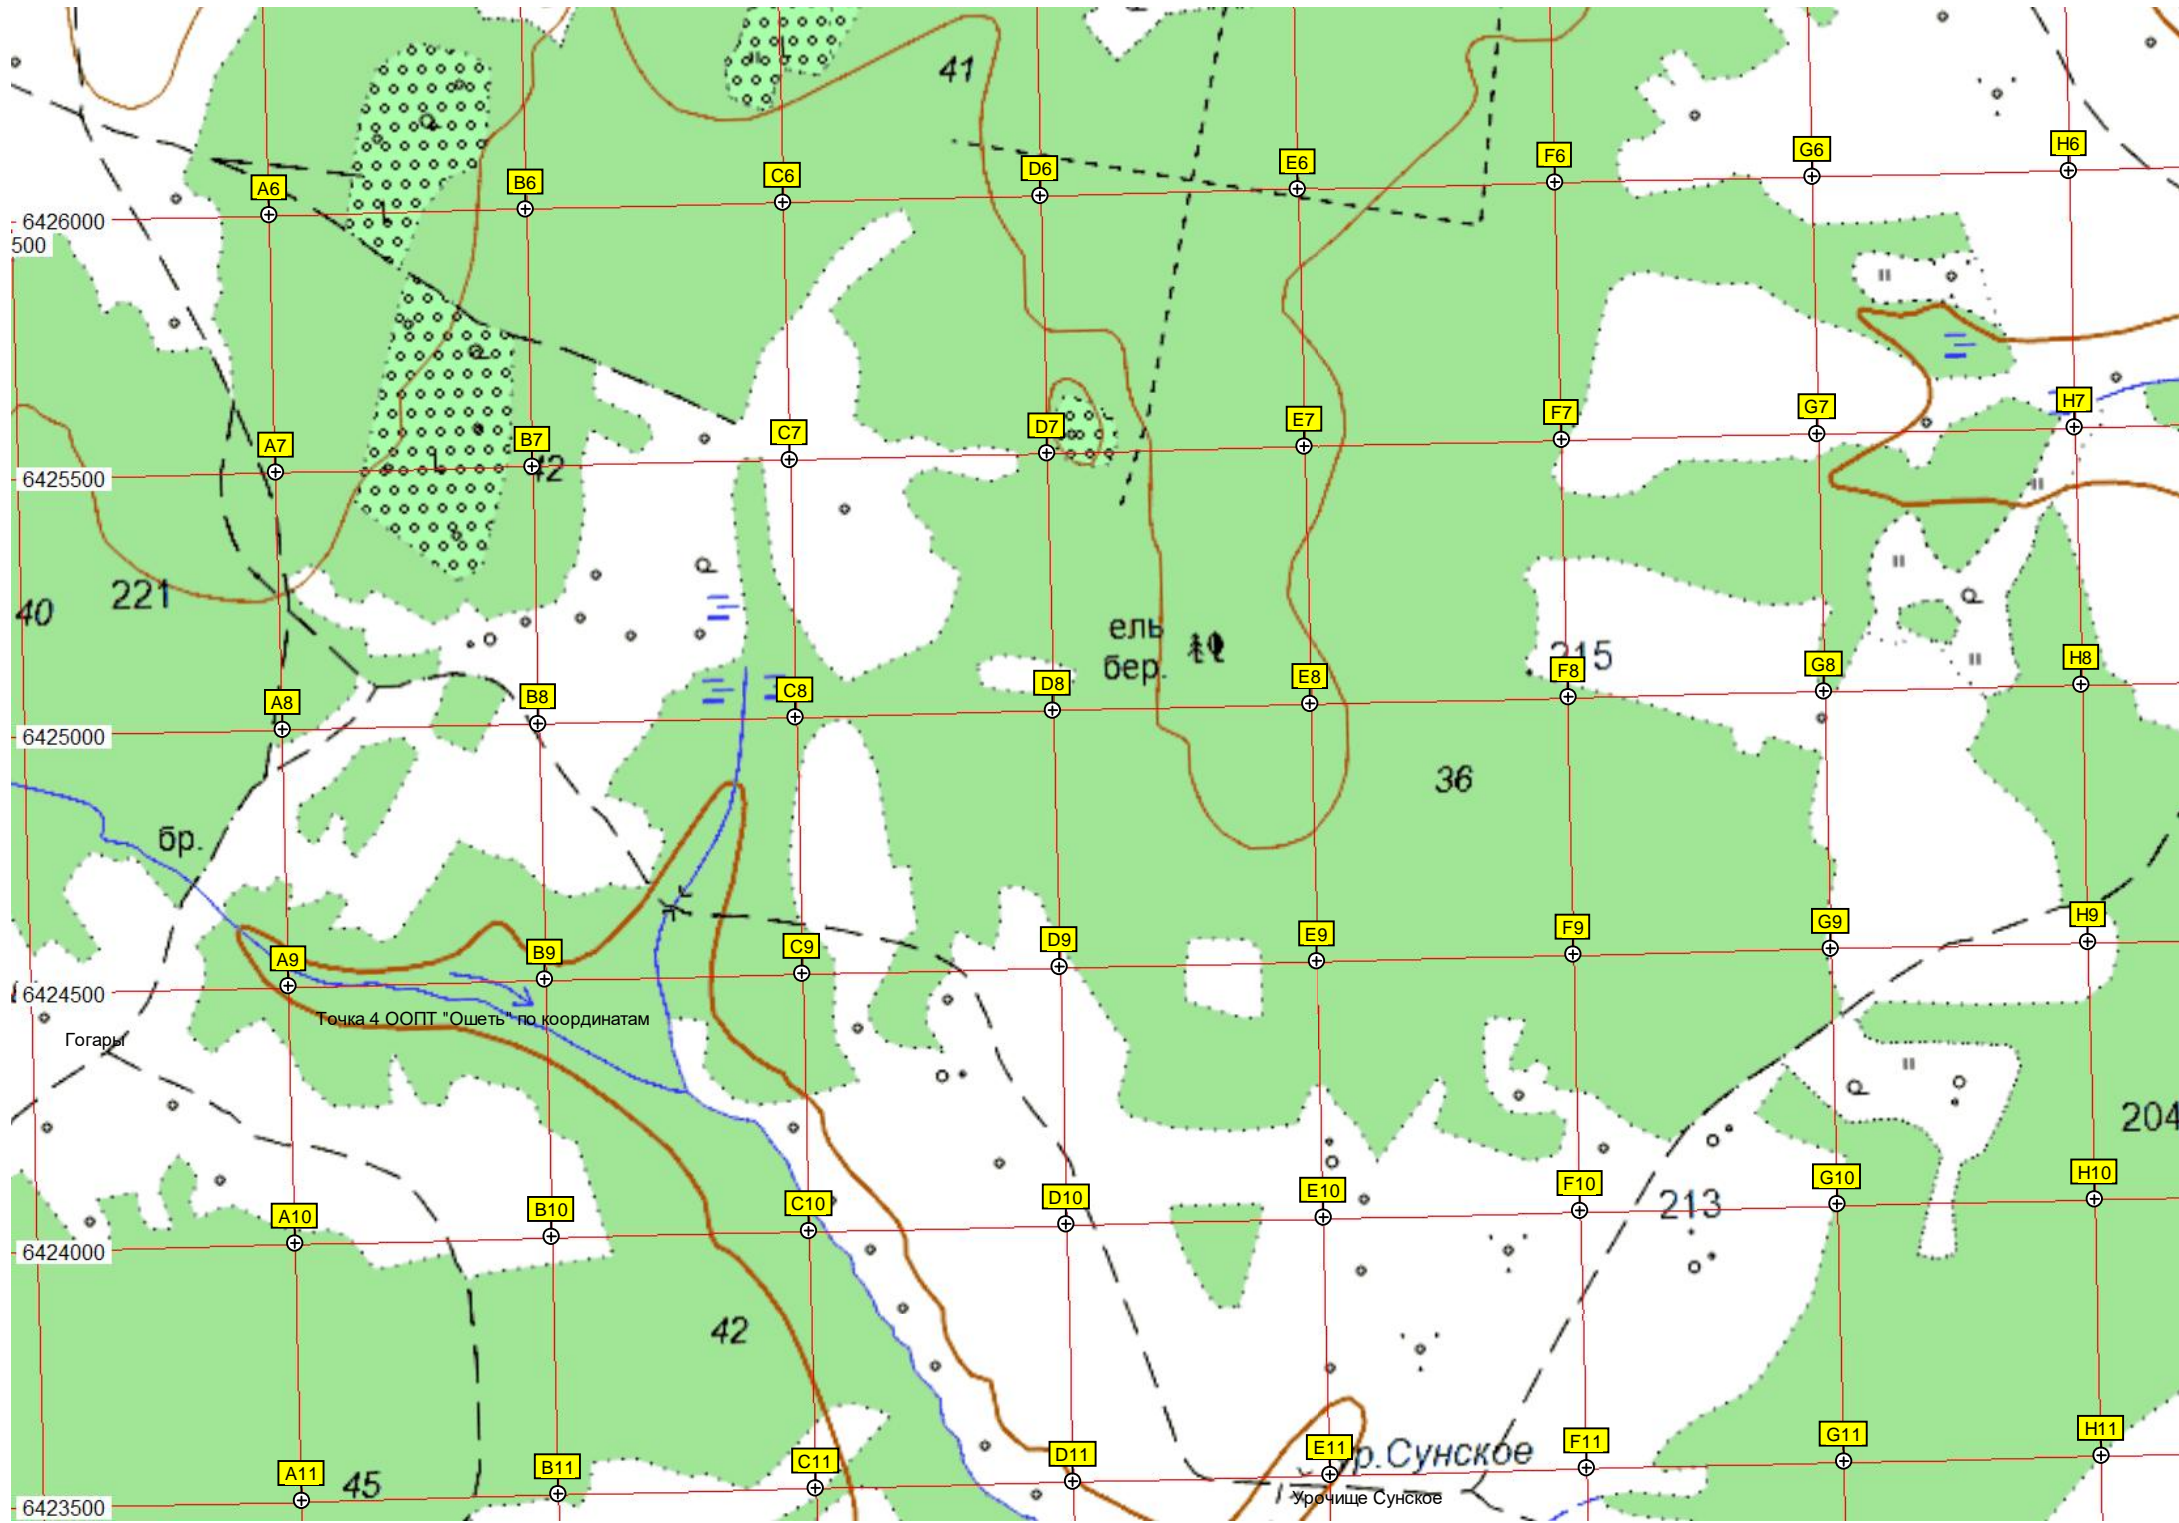 41
A6 B6 C6 D6 E6 F6 G6 H6
6426000
500
A7 B7 C7 D7 E7 F7 G7 H7
42
6425500
221
40
ель
бер.
215
A8 B8 C8 D8 E8 F8 G8 H8
6425000
36
бр.
A9 B9 C9 D9 E9 F9 G9 H9
6424500
Точка 4 ООПТ "Ошеть" по координатам
Гогары
204
A10 B10 C10 D10 E10 F10 G10 H10
213
6424000
42
A11 B11 C11 D11 E11 F11 G11 H11
р.Сунское
45
Урочище Сунское
6423500